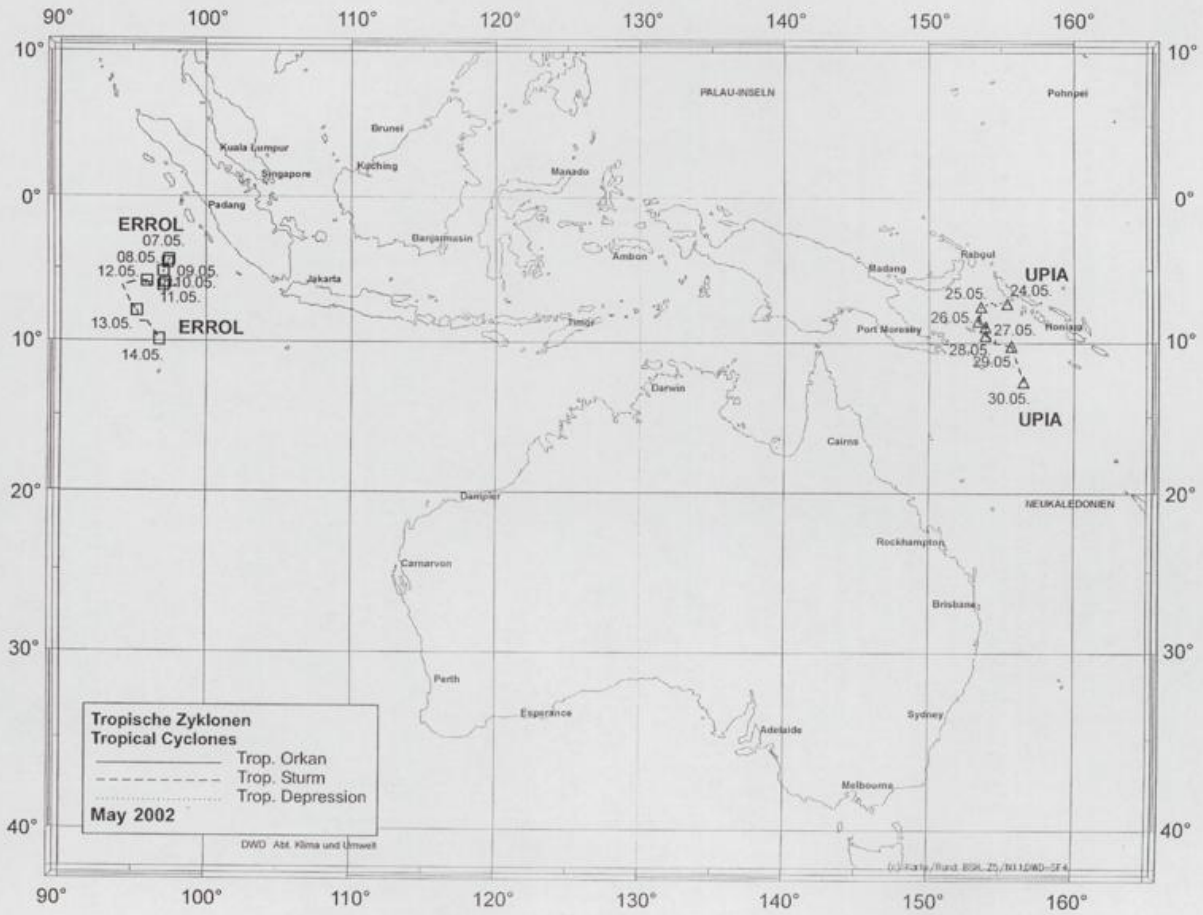 90° 100° 110° 120° 130° 140° 150° 160°
10° 10°
PALAU-INSELN Pohnpei
Brunei
Kuala Lumpur Kuching Manado
Singapore
0° Padang 0°
ERROL
07.05. Banjarmasin Ambon Rabaul
08.05. 09.05. Madang UPIA
12.05. 10.05. Jakarta 25.05. 24.05.
11.05.
13.05. ERROL Timor Port Moresby 26.05. 27.05. Honiara
10° 14.05. 28.05. 10°
29.05.
Darwin 30.05.
UPIA
Cairns
20° Dampier 20°
NEUKALEDONIEN
Rockhampton
Carnarvon
Brisbane
30° 30°
Perth
Esperance Sydney
Adelaide
Tropische Zyklonen
Tropical Cyclones
Trop. Orkan
Trop. Sturm
Trop. Depression
May 2002
Melbourne
40° 40°
DWD Abt. Klima und Umwelt
90° 100° 110° 120° 130° 140° 150° 160°